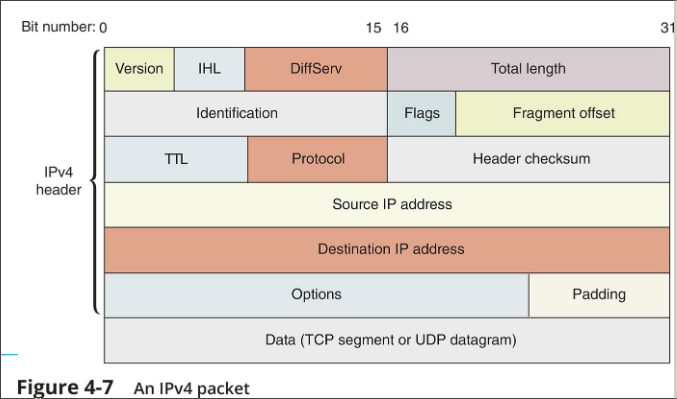 Bit number: 0 15 16 31
Version IHL DiffServ Total length
Identification Flags Fragment offset
TTL Protocol Header checksum
IPv4
header
Source IP address
Destination IP address
Options Padding
Data (TCP segment or UDP datagram)
Figure 4-7 An IPv4 packet